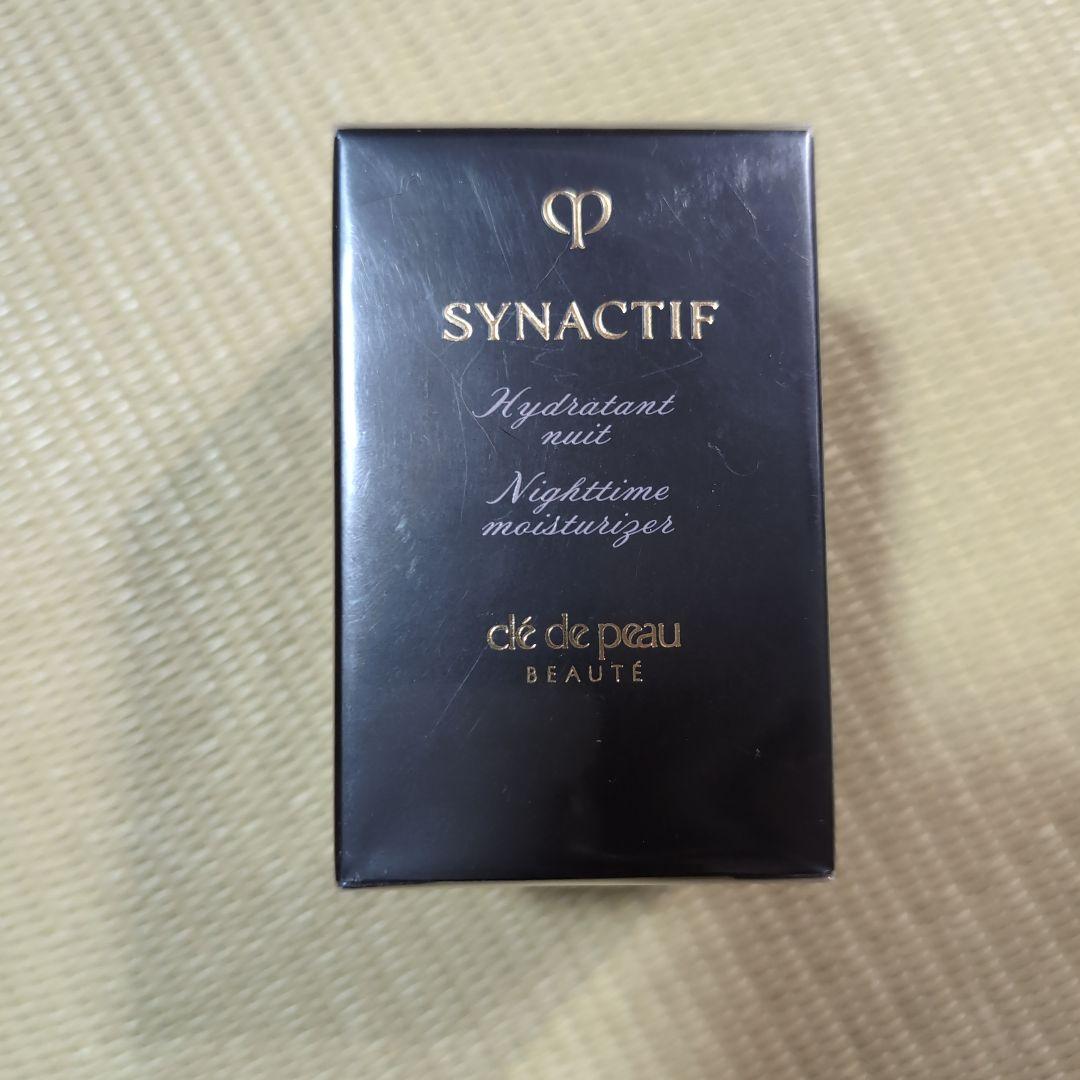 SYNACTIF
Hydratant
nuit
Nighttime
moisturizer
clé de peau
BEAUTÉ